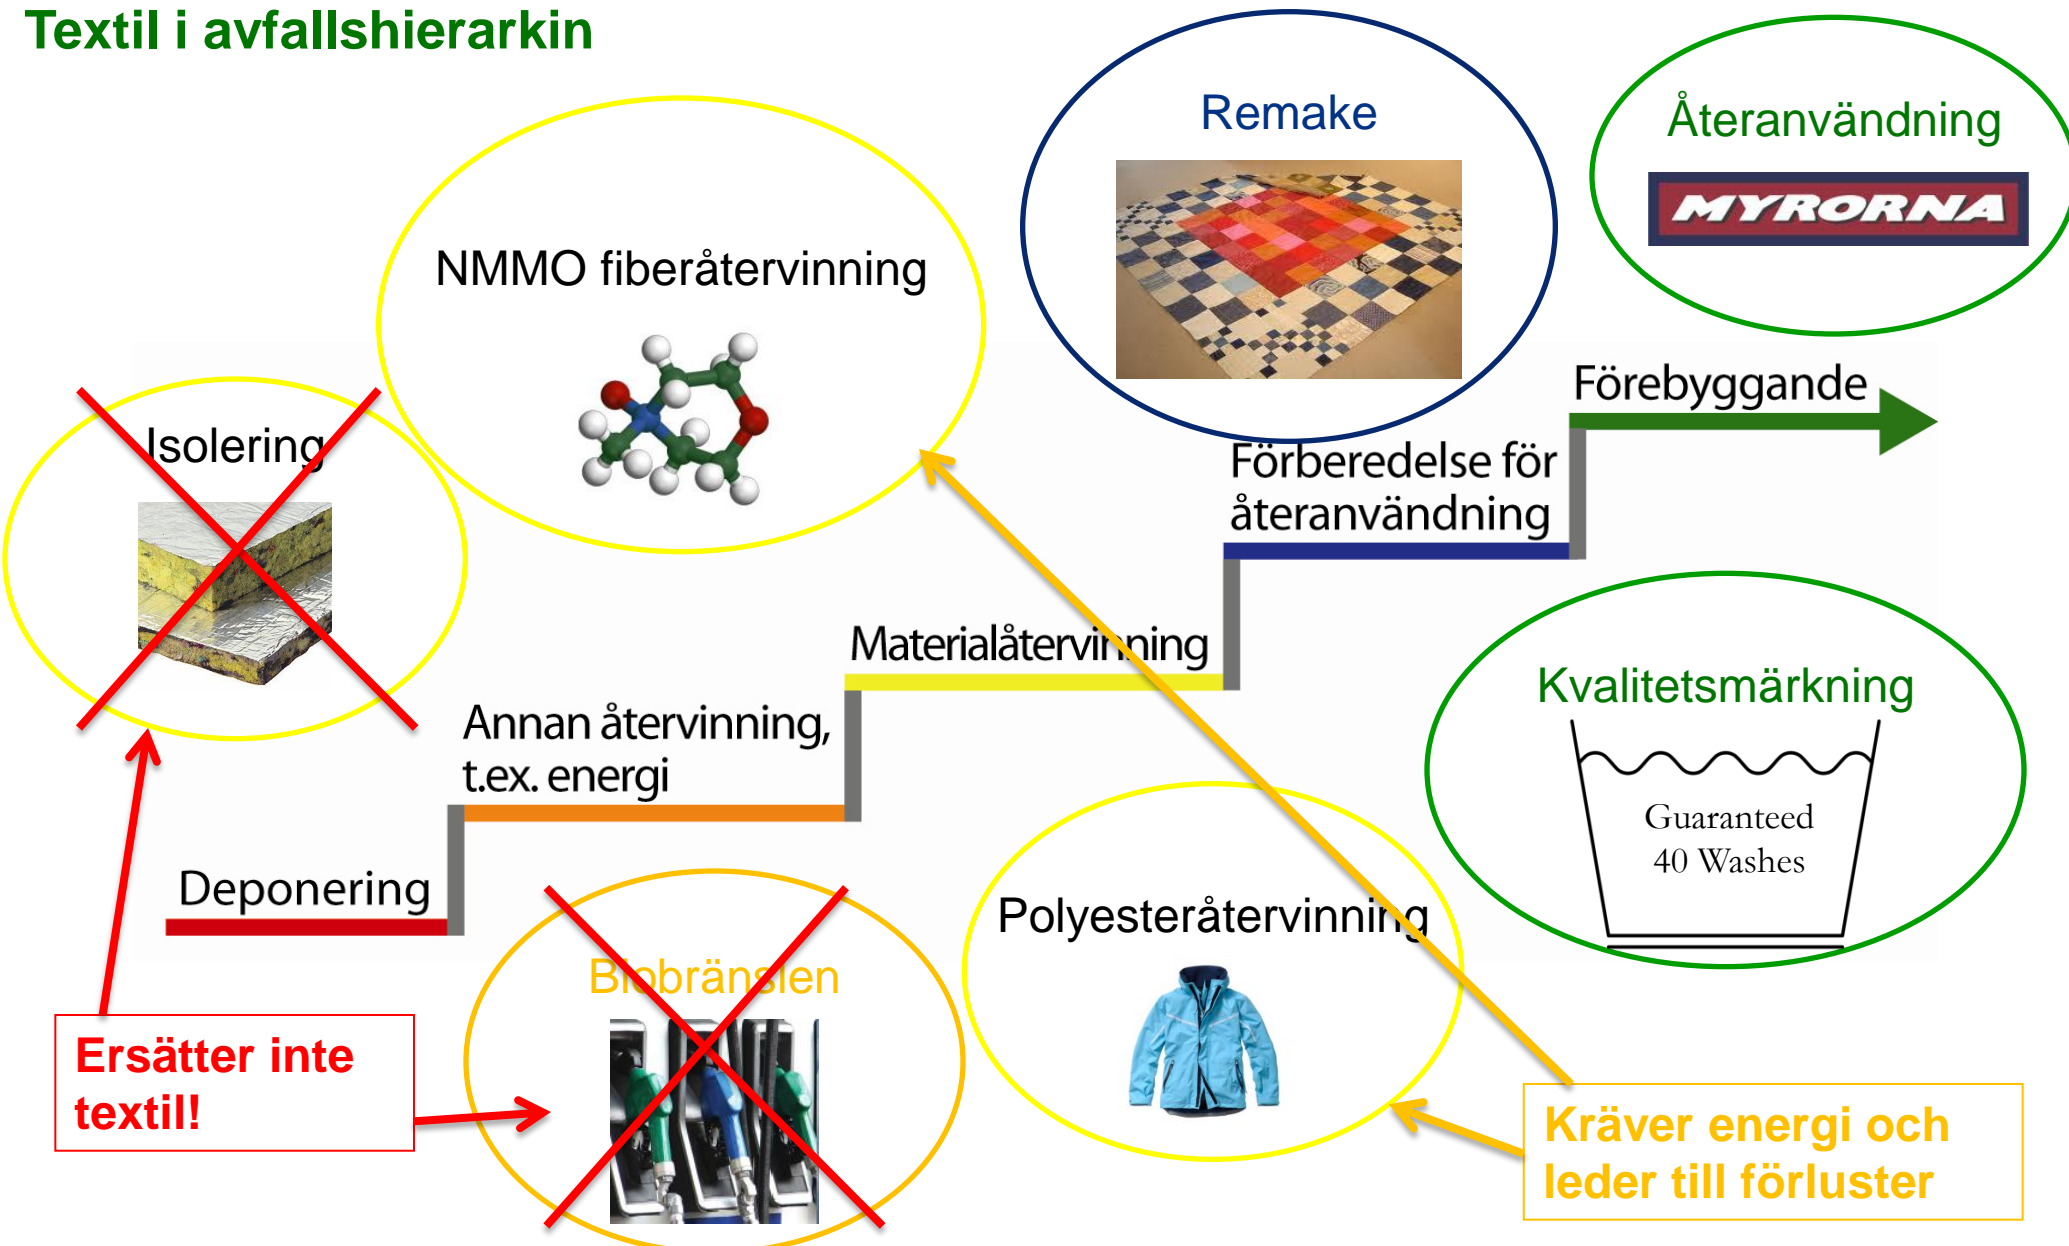 Textil i avfallshierarkin
Remake
Återanvändning
MYRORNA
NMMO fiberåtervinning
Förebyggande
Isolering
Förberedelse för
återanvändning
Materialåtervinning
Kvalitetsmärkning
Annan återvinning,
t.ex. energi
Guaranteed
40 Washes
Deponering
Polyesteråtervinning
Biobränslen
Ersätter inte
textil!
Kräver energi och
leder till förluster